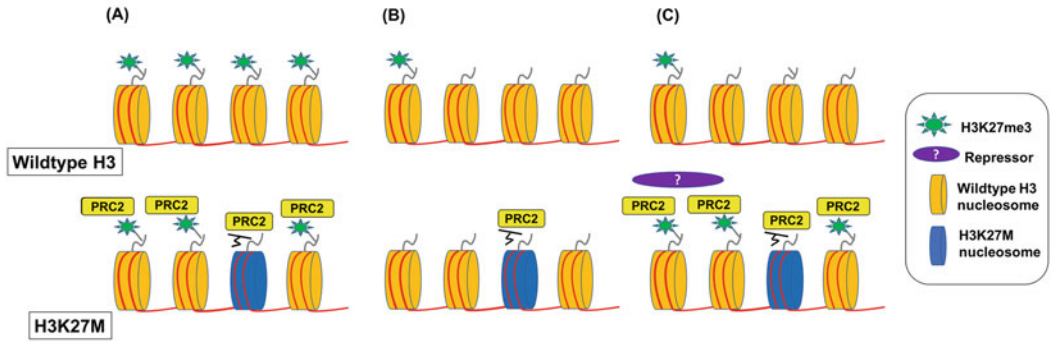 (A)
(B)
(C)
Wildtype H3
H3K27me3
?
Repressor
Wildtype H3
nucleosome
H3K27M
nucleosome
PRC2
PRC2
PRC2
PRC2
PRC2
?
PRC2
PRC2
PRC2
PRC2
H3K27M